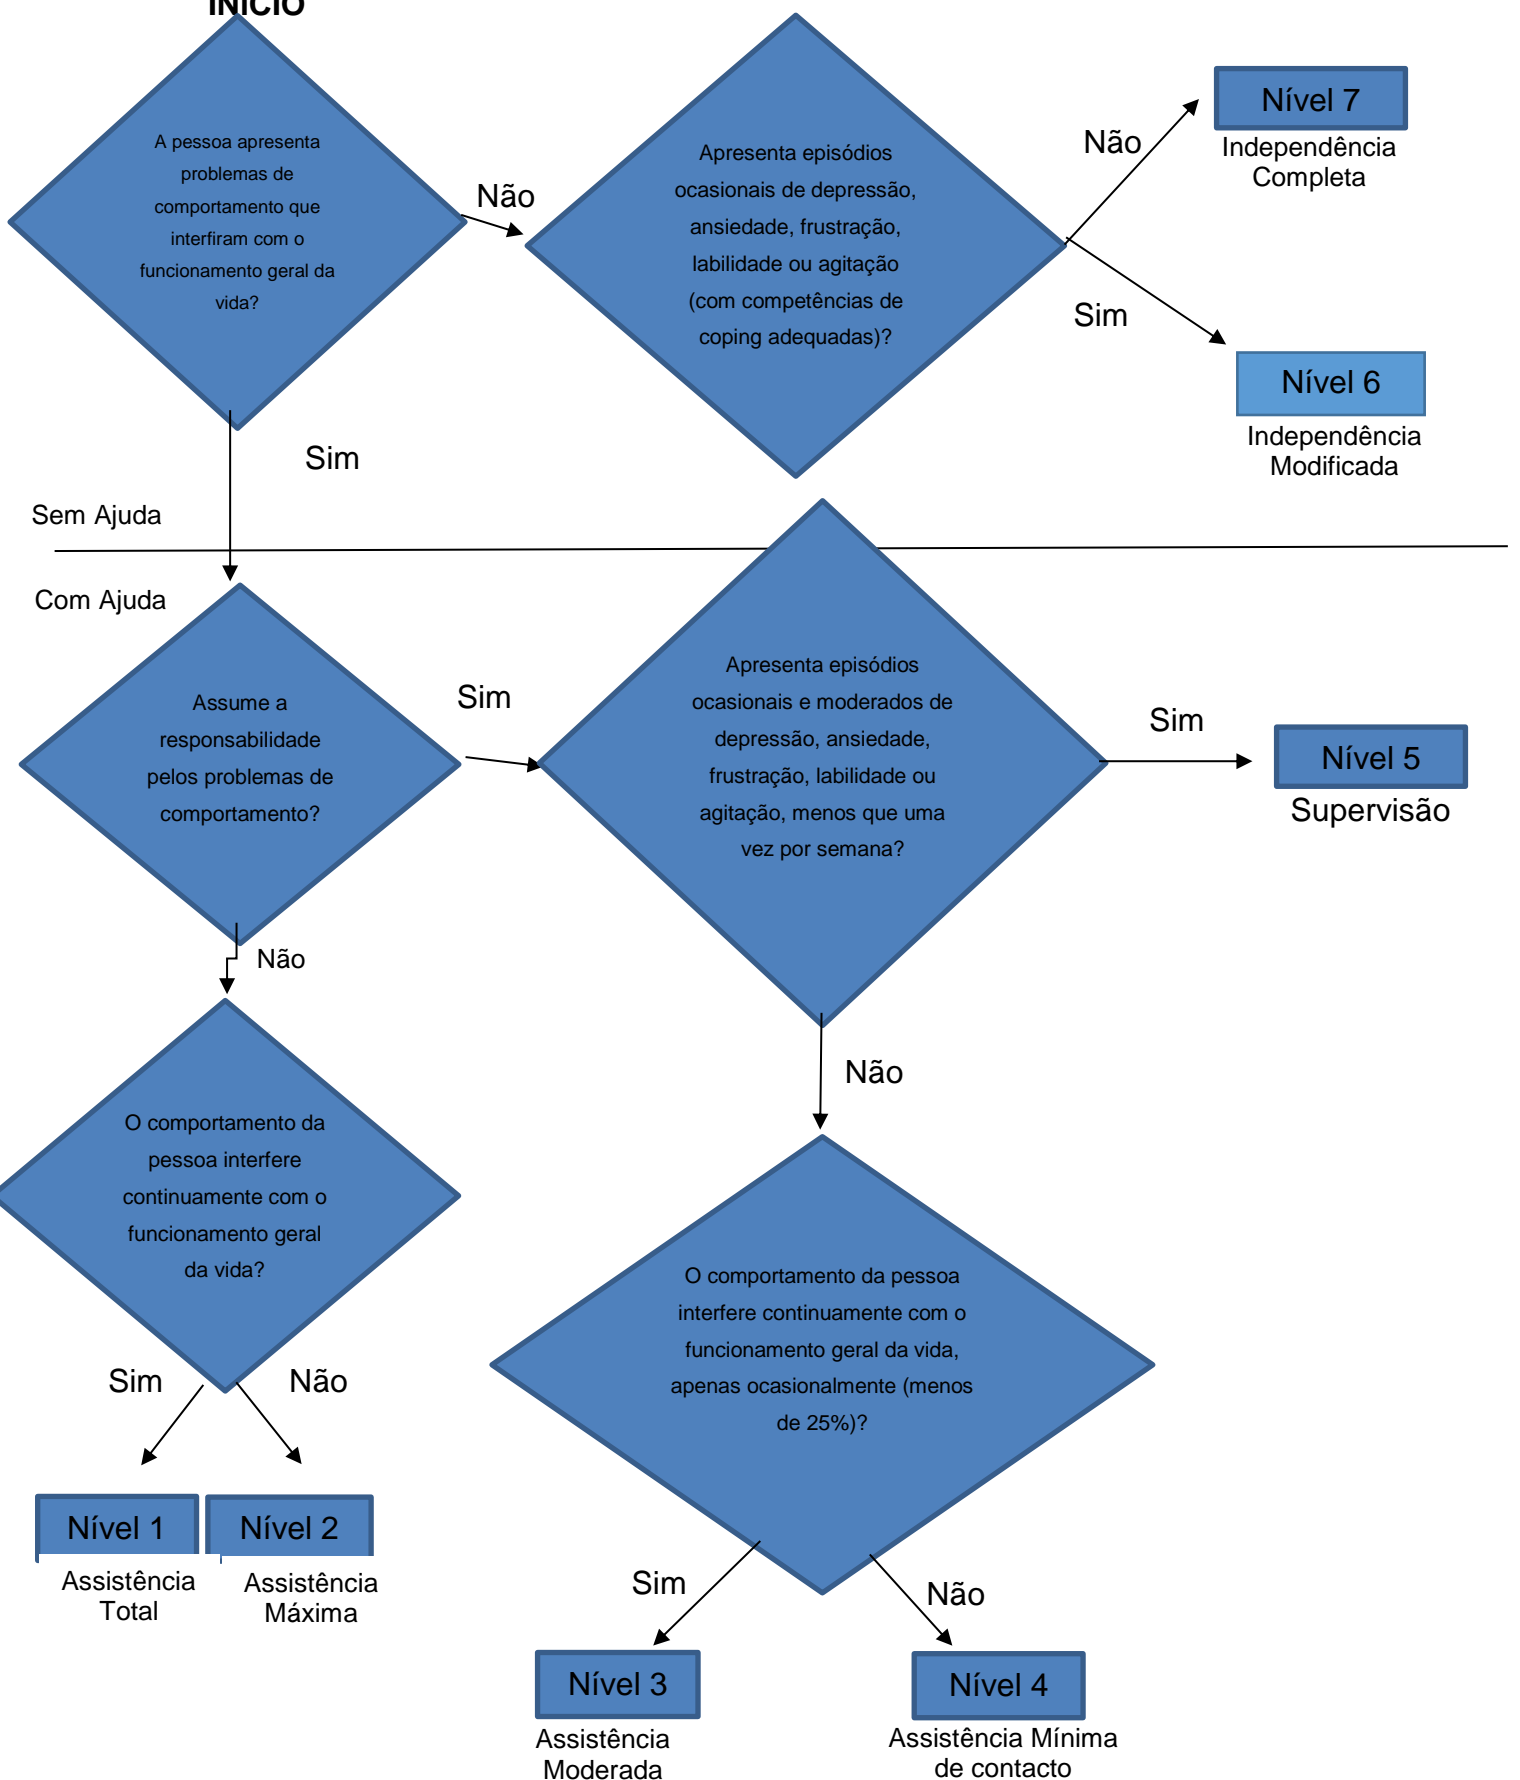 INÍCIO
A pessoa apresenta
problemas de
comportamento que
interfiram com o
funcionamento geral da
vida?
Não
Apresenta episódios
ocasionais de depressão,
ansiedade, frustração,
labilidade ou agitação
(com competências de
coping adequadas)?
Não
Nível 7
Independência
Completa
Sim
Nível 6
Independência
Modificada
Sim
Sem Ajuda
Com Ajuda
Assume a
responsabilidade
pelos problemas de
comportamento?
Sim
Apresenta episódios
ocasionais e moderados de
depressão, ansiedade,
frustração, labilidade ou
agitação, menos que uma
vez por semana?
Sim
Nível 5
Supervisão
Não
O comportamento da
pessoa interfere
continuamente com o
funcionamento geral
da vida?
Não
O comportamento da pessoa
interfere continuamente com o
funcionamento geral da vida,
apenas ocasionalmente (menos
de 25%)?
Sim
Não
Nível 1
Assistência
Total
Nível 2
Assistência
Máxima
Sim
Não
Nível 3
Assistência
Moderada
Nível 4
Assistência Mínima
de contacto